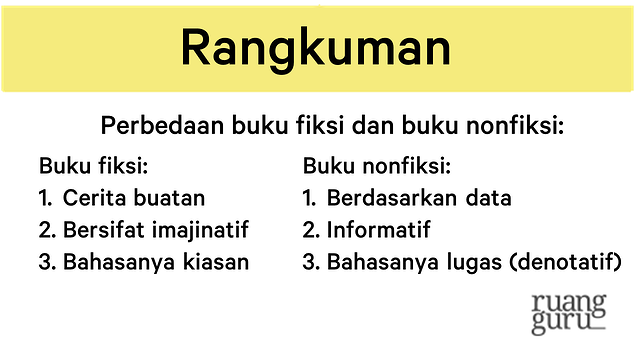 Rangkuman
Perbedaan buku fiksi dan buku nonfiksi:
Buku fiksi:
1. Cerita buatan
2. Bersifat imajinatif
3. Bahasanya kiasan
Buku nonfiksi:
1. Berdasarkan data
2. Informatif
3. Bahasanya lugas (denotatif)
ruang
guru